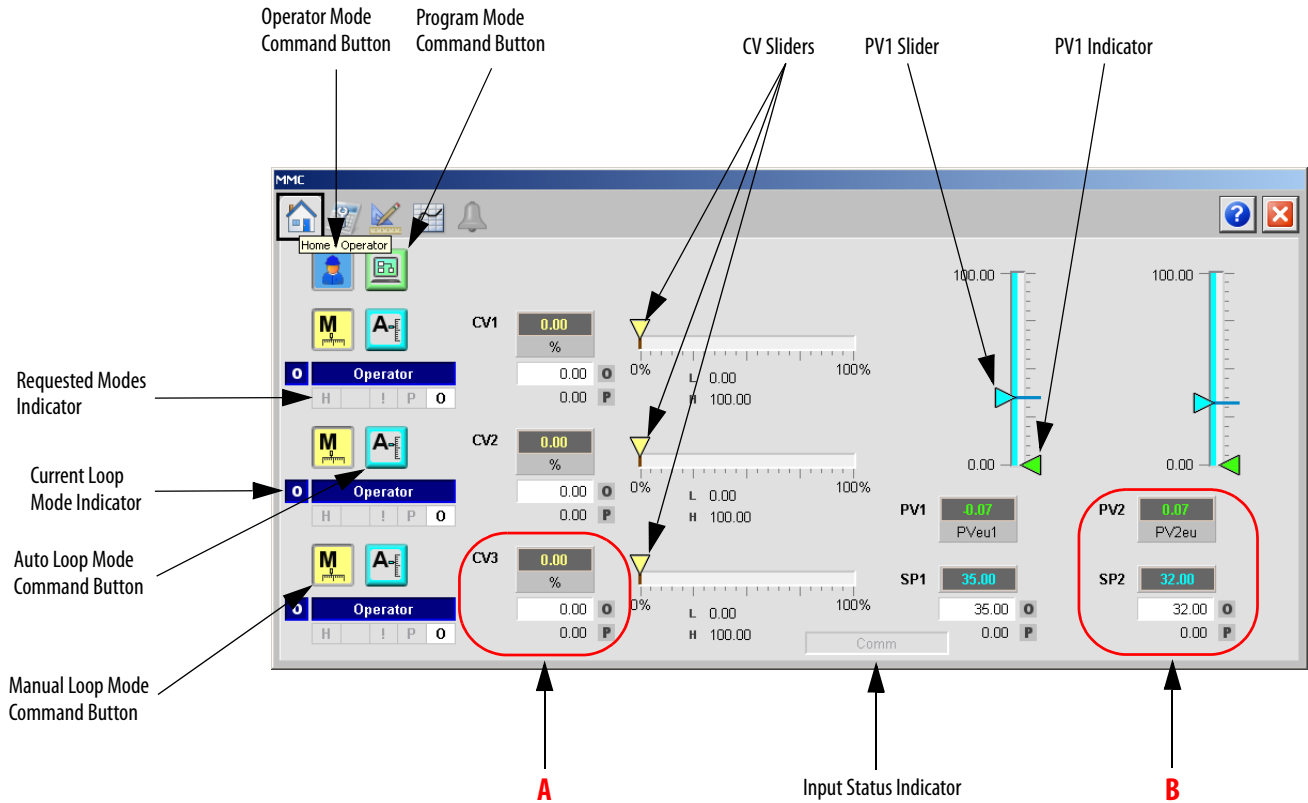 Operator Mode
Command Button
Program Mode
Command Button
CV Sliders
PV1 Slider
PV1 Indicator
MMC
Home - Operator
M
A
CV1
0.00
%
0.00 O
0.00 P
O Operator
H ! P O
0% 100%
L 0.00
H 100.00
M
A
CV2
0.00
%
0.00 O
0.00 P
O Operator
H ! P O
0% 100%
L 0.00
H 100.00
M
A
CV3
0.00
%
0.00 O
0.00 P
O Operator
H ! P O
0% 100%
L 0.00
H 100.00
100.00
0.00
PV1 -0.07
PVeu1
SP1 35.00
35.00 O
0.00 P
100.00
0.00
PV2 0.07
PV2eu
SP2 32.00
32.00 O
0.00 P
Comm
?
Requested Modes
Indicator
Current Loop
Mode Indicator
Auto Loop Mode
Command Button
Manual Loop Mode
Command Button
A
Input Status Indicator
B